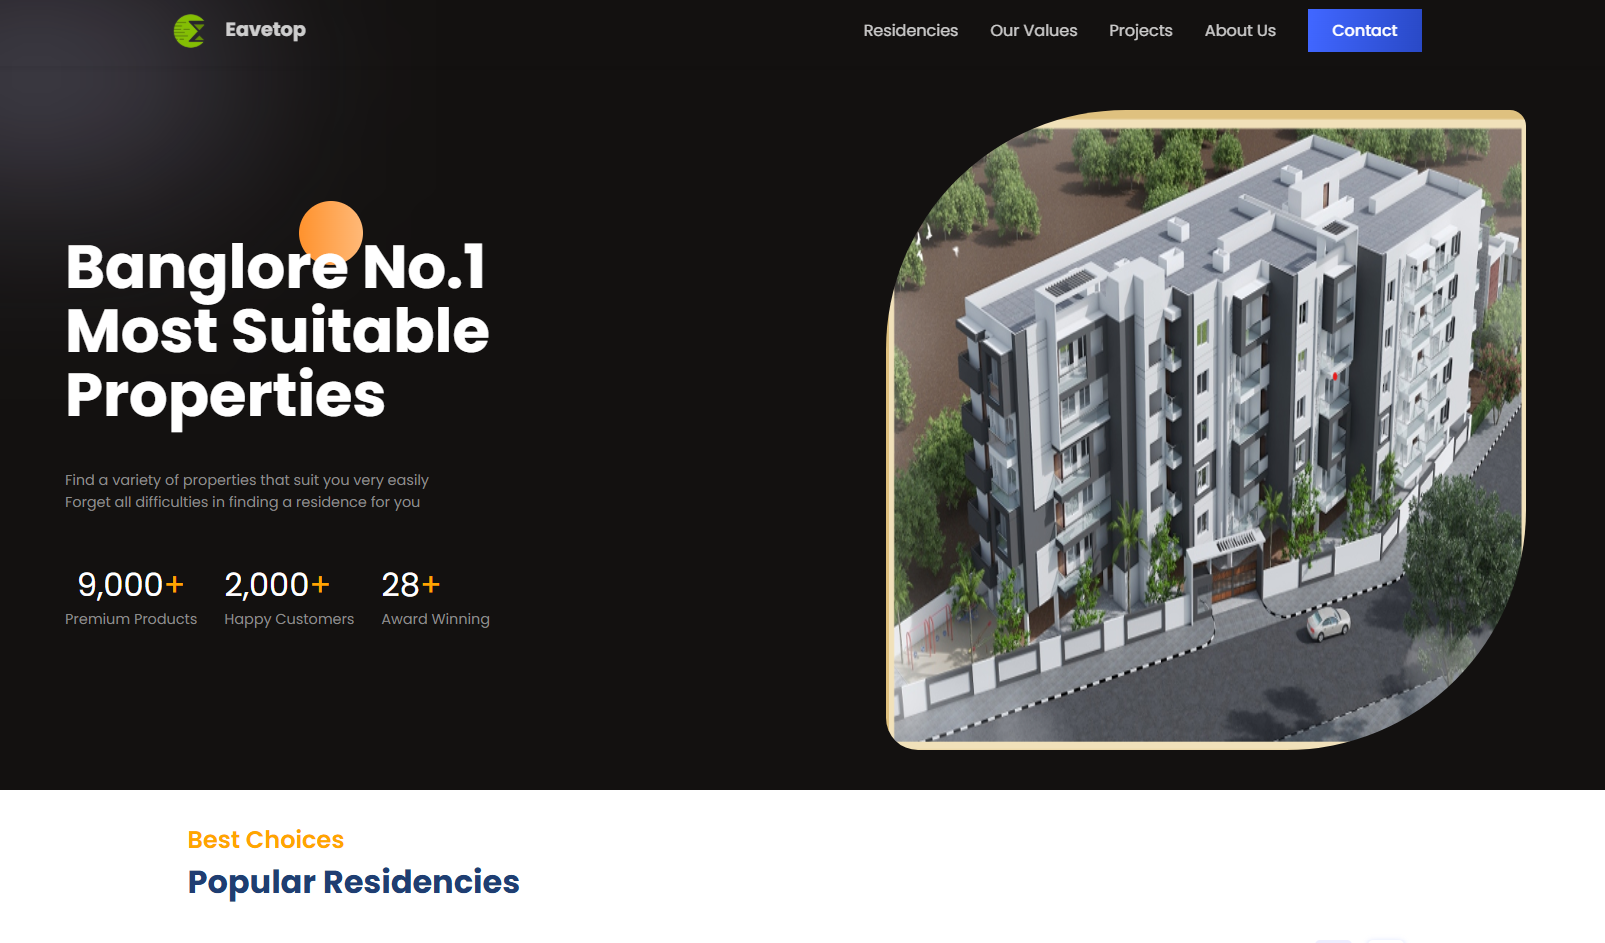 Eavetop
Residencies
Our Values
Projects
About Us
Contact
Banglore No.1
Most Suitable
Properties
Find a variety of properties that suit you very easily
Forget all difficulties in finding a residence for you
9,000+
Premium Products
2,000+
Happy Customers
28+
Award Winning
Best Choices
Popular Residencies